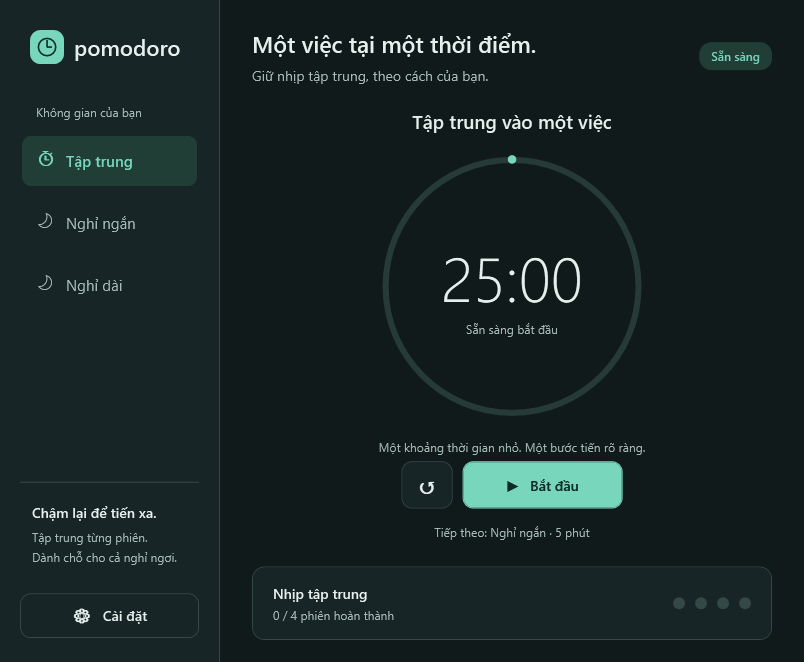 pomodoro
Không gian của bạn
Tập trung
Nghỉ ngắn
Nghỉ dài
Chậm lại để tiến xa.
Tập trung từng phiên.
Dành chỗ cho cả nghỉ ngơi.
Cài đặt
Một việc tại một thời điểm.
Giữ nhịp tập trung, theo cách của bạn.
Sẵn sàng
Tập trung vào một việc
25:00
Sẵn sàng bắt đầu
Một khoảng thời gian nhỏ. Một bước tiến rõ ràng.
Bắt đầu
Tiếp theo: Nghỉ ngắn · 5 phút
Nhịp tập trung
0 / 4 phiên hoàn thành